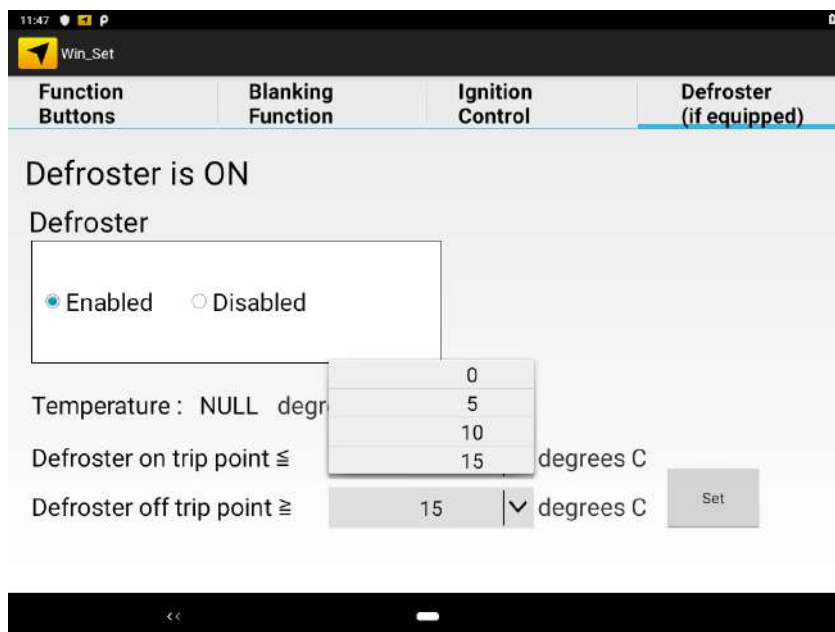 11:47
Win_Set
Function Buttons
Blanking Function
Ignition Control
Defroster (if equipped)
Defroster is ON
Defroster
Enabled Disabled
0
5
10
15
Temperature : NULL
Defroster on trip point ≦ degrees C
Defroster off trip point ≧ 15 degrees C
Set